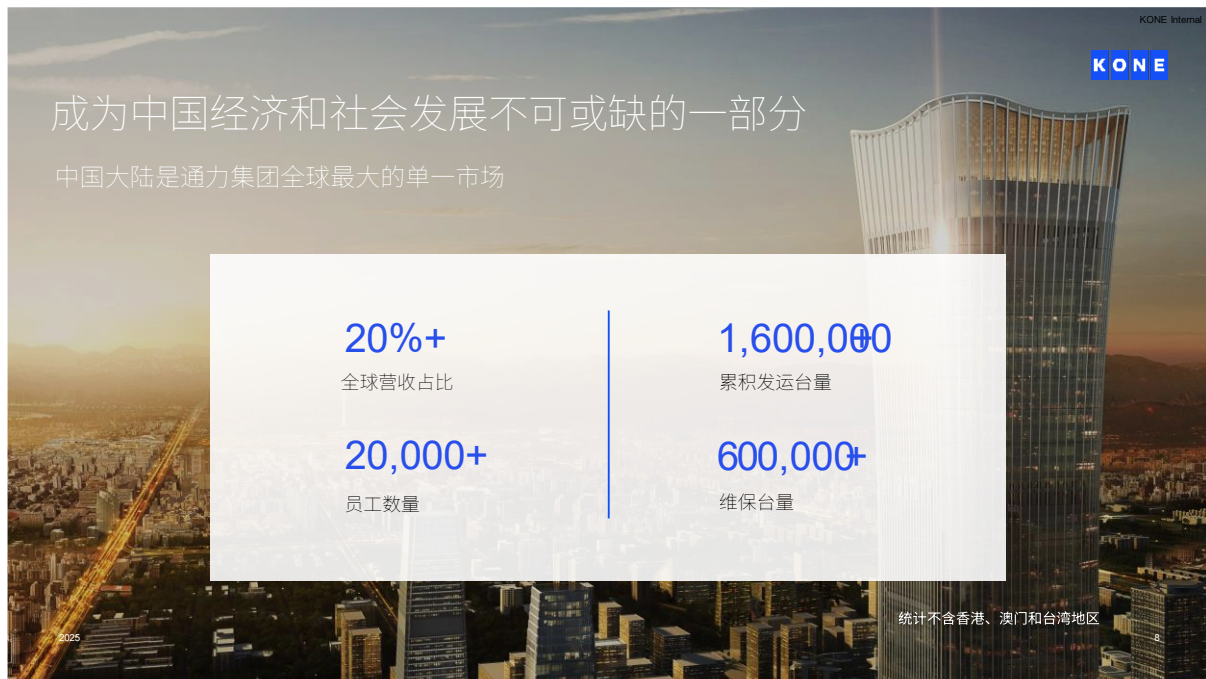 KONE Internal
KONE
成为中国经济和社会发展不可或缺的一部分
中国大陆是通力集团全球最大的单一市场
20%+
全球营收占比
20,000+
员工数量
1,600,000+
累积发运台量
600,000+
维保台量
统计不含香港、澳门和台湾地区
2025
8